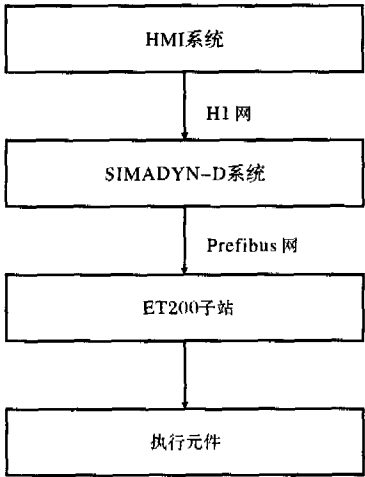 HMI系统
H1 网
SIMADYN-D系统
Prefibus 网
ET200子站
执行元件